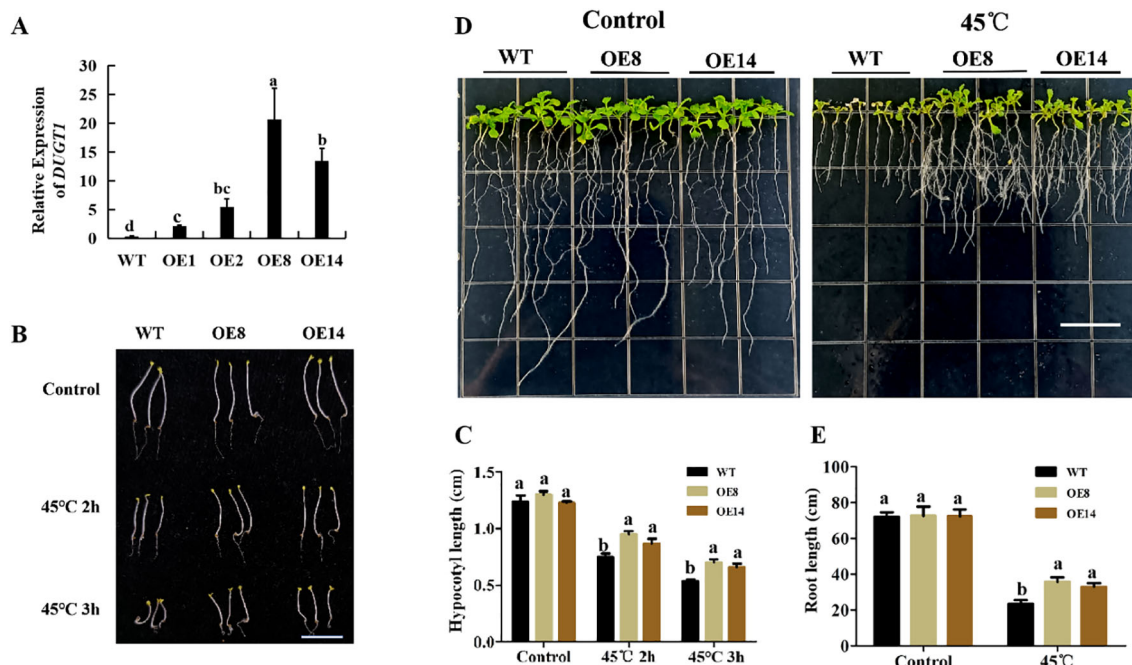 A
Relative Expression
of DUGT1
30
25
20
15
10
5
0
d
c
bc
a
b
WT OE1 OE2 OE8 OE14
B
WT OE8 OE14
Control
45°C 2h
45°C 3h
D
Control
45℃
WT OE8 OE14
WT OE8 OE14
C
Hypocotyl length (cm)
1.5
1.0
0.5
0.0
a a a
b a a
b a a
WT
OE8
OE14
Control 45℃ 2h 45℃ 3h
E
Root length (cm)
100
80
60
40
20
0
a a a
b a a
WT
OE8
OE14
Control 45℃